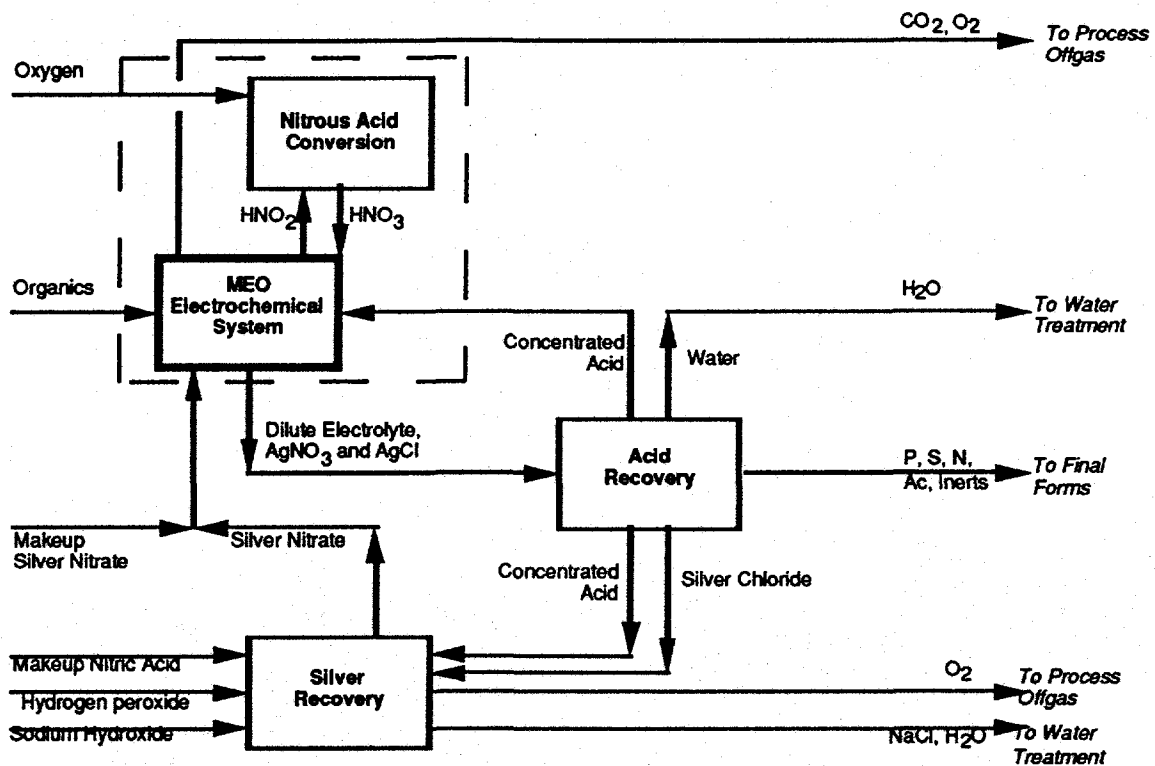 CO2, O2
To Process
Offgas
Oxygen
Nitrous Acid
Conversion
HNO2
HNO3
Organics
MEO
Electrochemical
System
H2O
To Water
Treatment
Concentrated
Acid
Water
Dilute Electrolyte,
AgNO3 and AgCl
Acid
Recovery
P, S, N,
Ac, Inerts
To Final
Forms
Makeup
Silver Nitrate
Silver Nitrate
Concentrated
Acid
Silver Chloride
Makeup Nitric Acid
Hydrogen peroxide
Sodium Hydroxide
Silver
Recovery
O2
To Process
Offgas
NaCl, H2O
To Water
Treatment